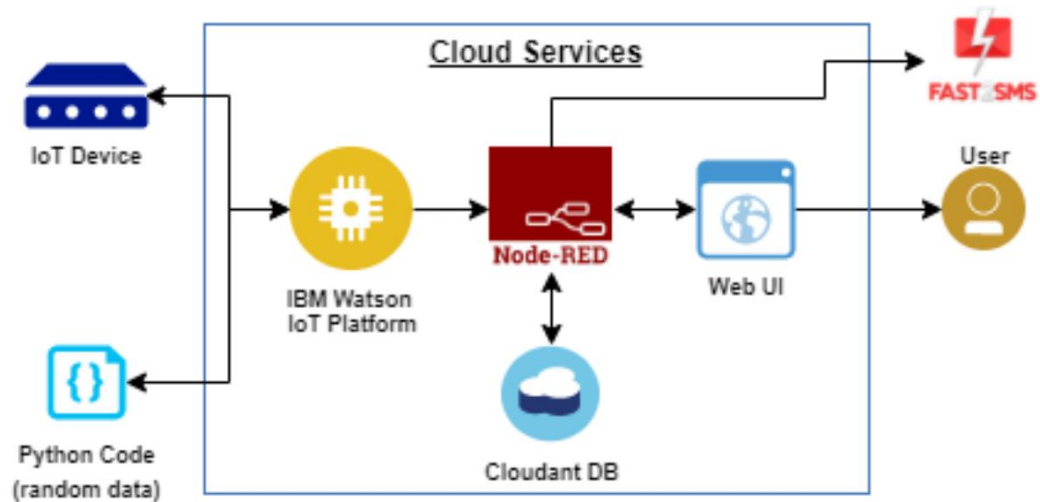 Cloud Services
FAST2SMS
IoT Device
User
Node-RED
Web UI
IBM Watson
IoT Platform
{}
Python Code
(random data)
Cloudant DB